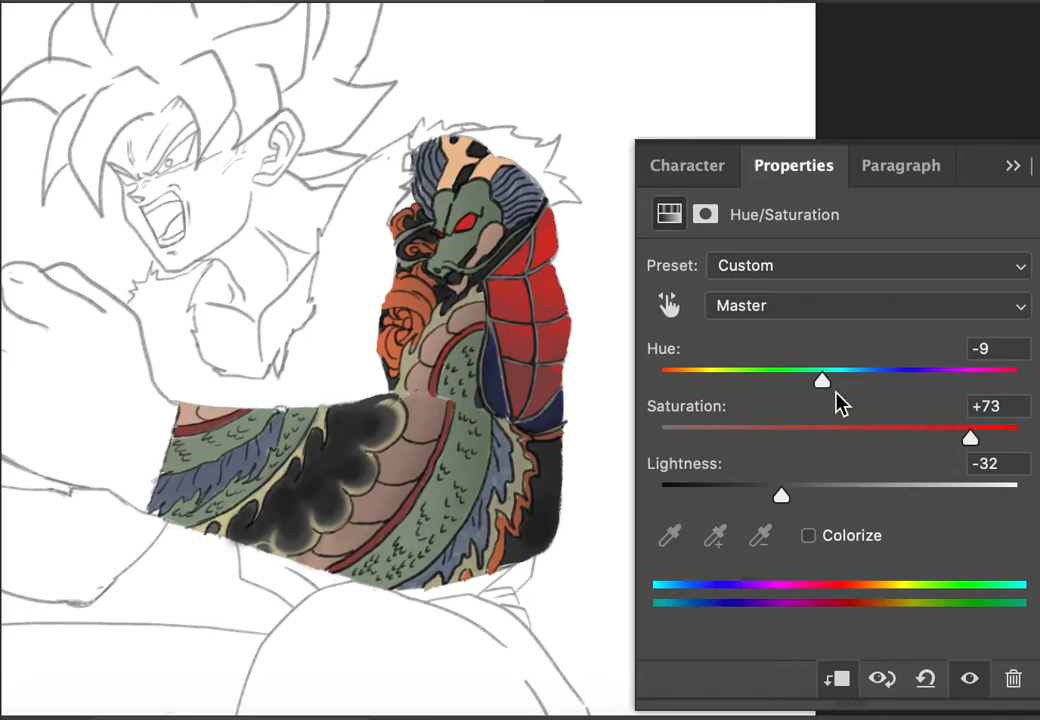 Character Properties Paragraph
Hue/Saturation
Preset: Custom
Master
Hue: -9
Saturation: +73
Lightness: -32
Colorize